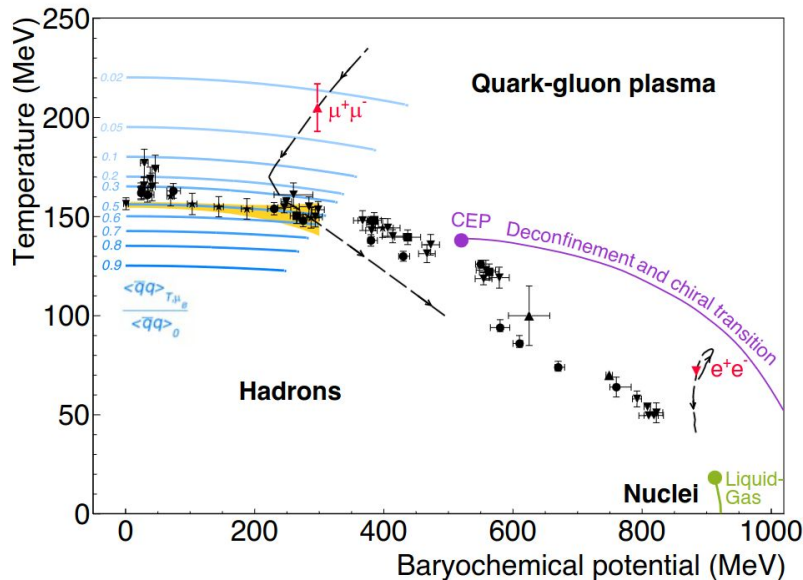 Temperature (MeV)
250
200
150
100
50
0
0.02
0.05
0.1
0.2
0.3
0.5
0.6
0.7
0.8
0.9
<q̄q> T,μB
<q̄q> 0
μ+μ-
Quark-gluon plasma
CEP
Deconfinement and chiral transition
e+e-
Hadrons
Nuclei
Liquid-
Gas
0
200
400
600
800
1000
Baryochemical potential (MeV)